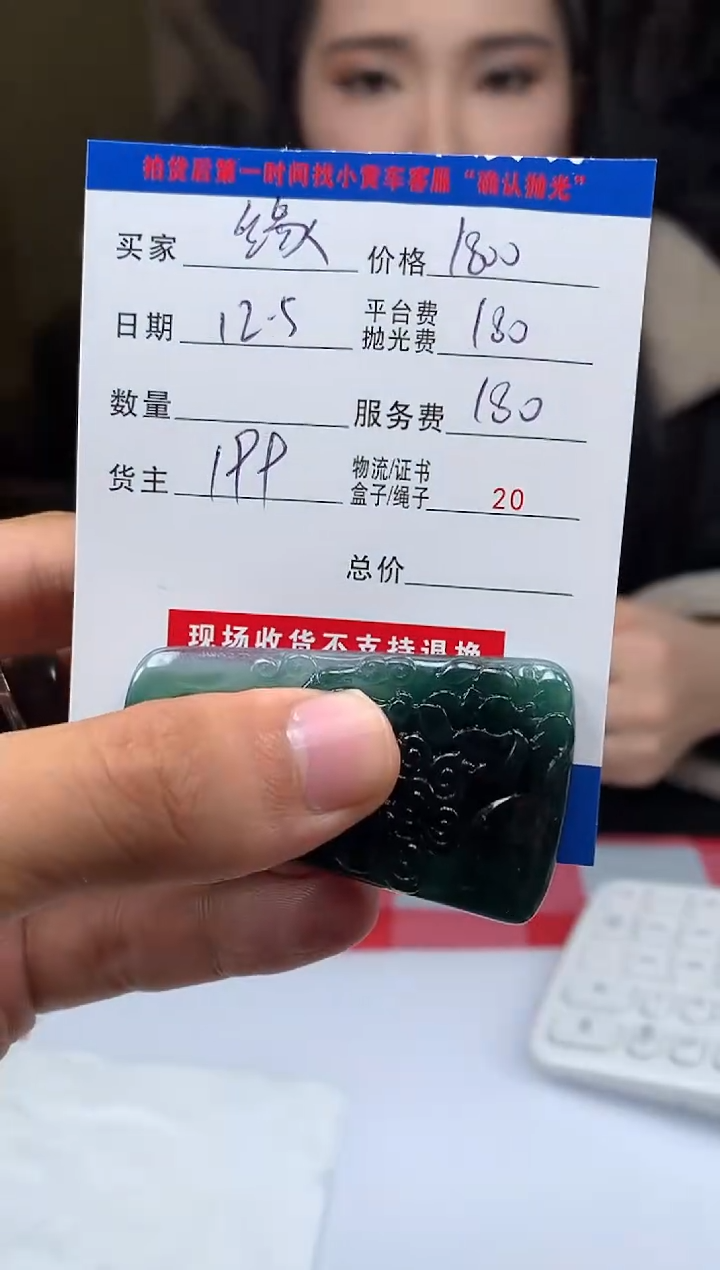 拍货后第一时间找小黄车客服“确认抛光”
买家 缘 价格 1800
日期 12.5 平台费 抛光费 180
数量 服务费 180
货主 1PP 物流/证书 盒子/绳子 20
总价
现场收货不支持退换